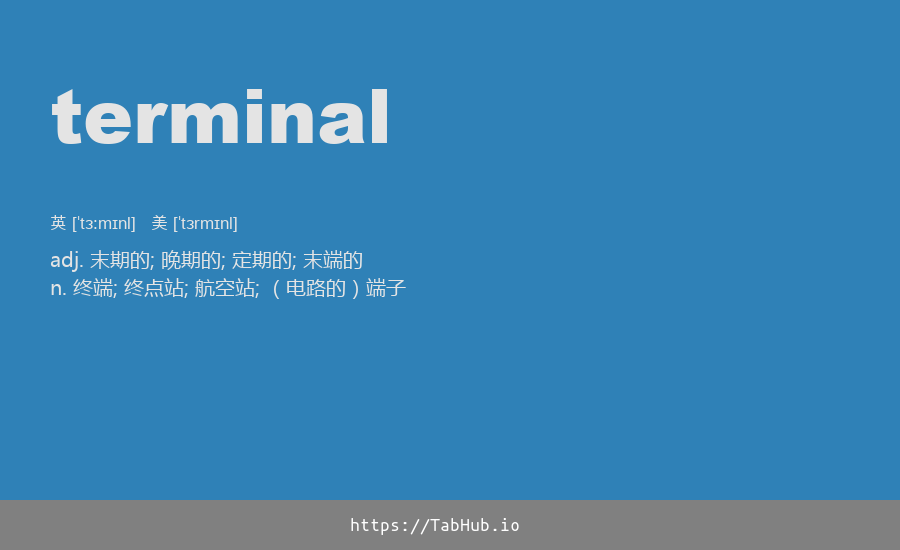 terminal
英 [ˈtɜːmɪnl] 美 [ˈtɜrmɪnl]
adj. 末期的; 晚期的; 定期的; 末端的
n. 终端; 终点站; 航空站; （电路的）端子
https://TabHub.io